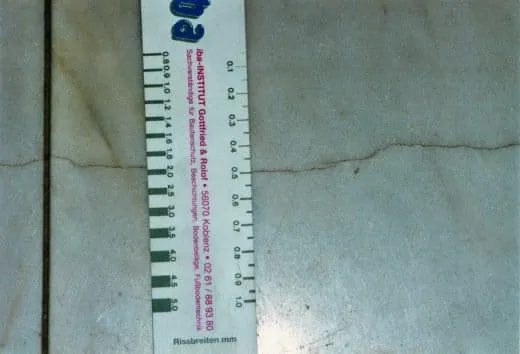 iba
iba-INSTITUT Gottfried & Rolof • 56070 Koblenz • 02 61 / 88 93 80
Sachverständige für Bautenschutz, Beschichtungen, Bodenbeläge, Fußbodentechnik
0.8 0.9 1.0 1.2 1.4 1.6 1.8 2.0 2.5 3.0 3.5 4.0 4.5 5.0
0.1 0.2 0.3 0.4 0.5 0.6 0.7 0.8 0.9 1.0
Rissbreiten mm